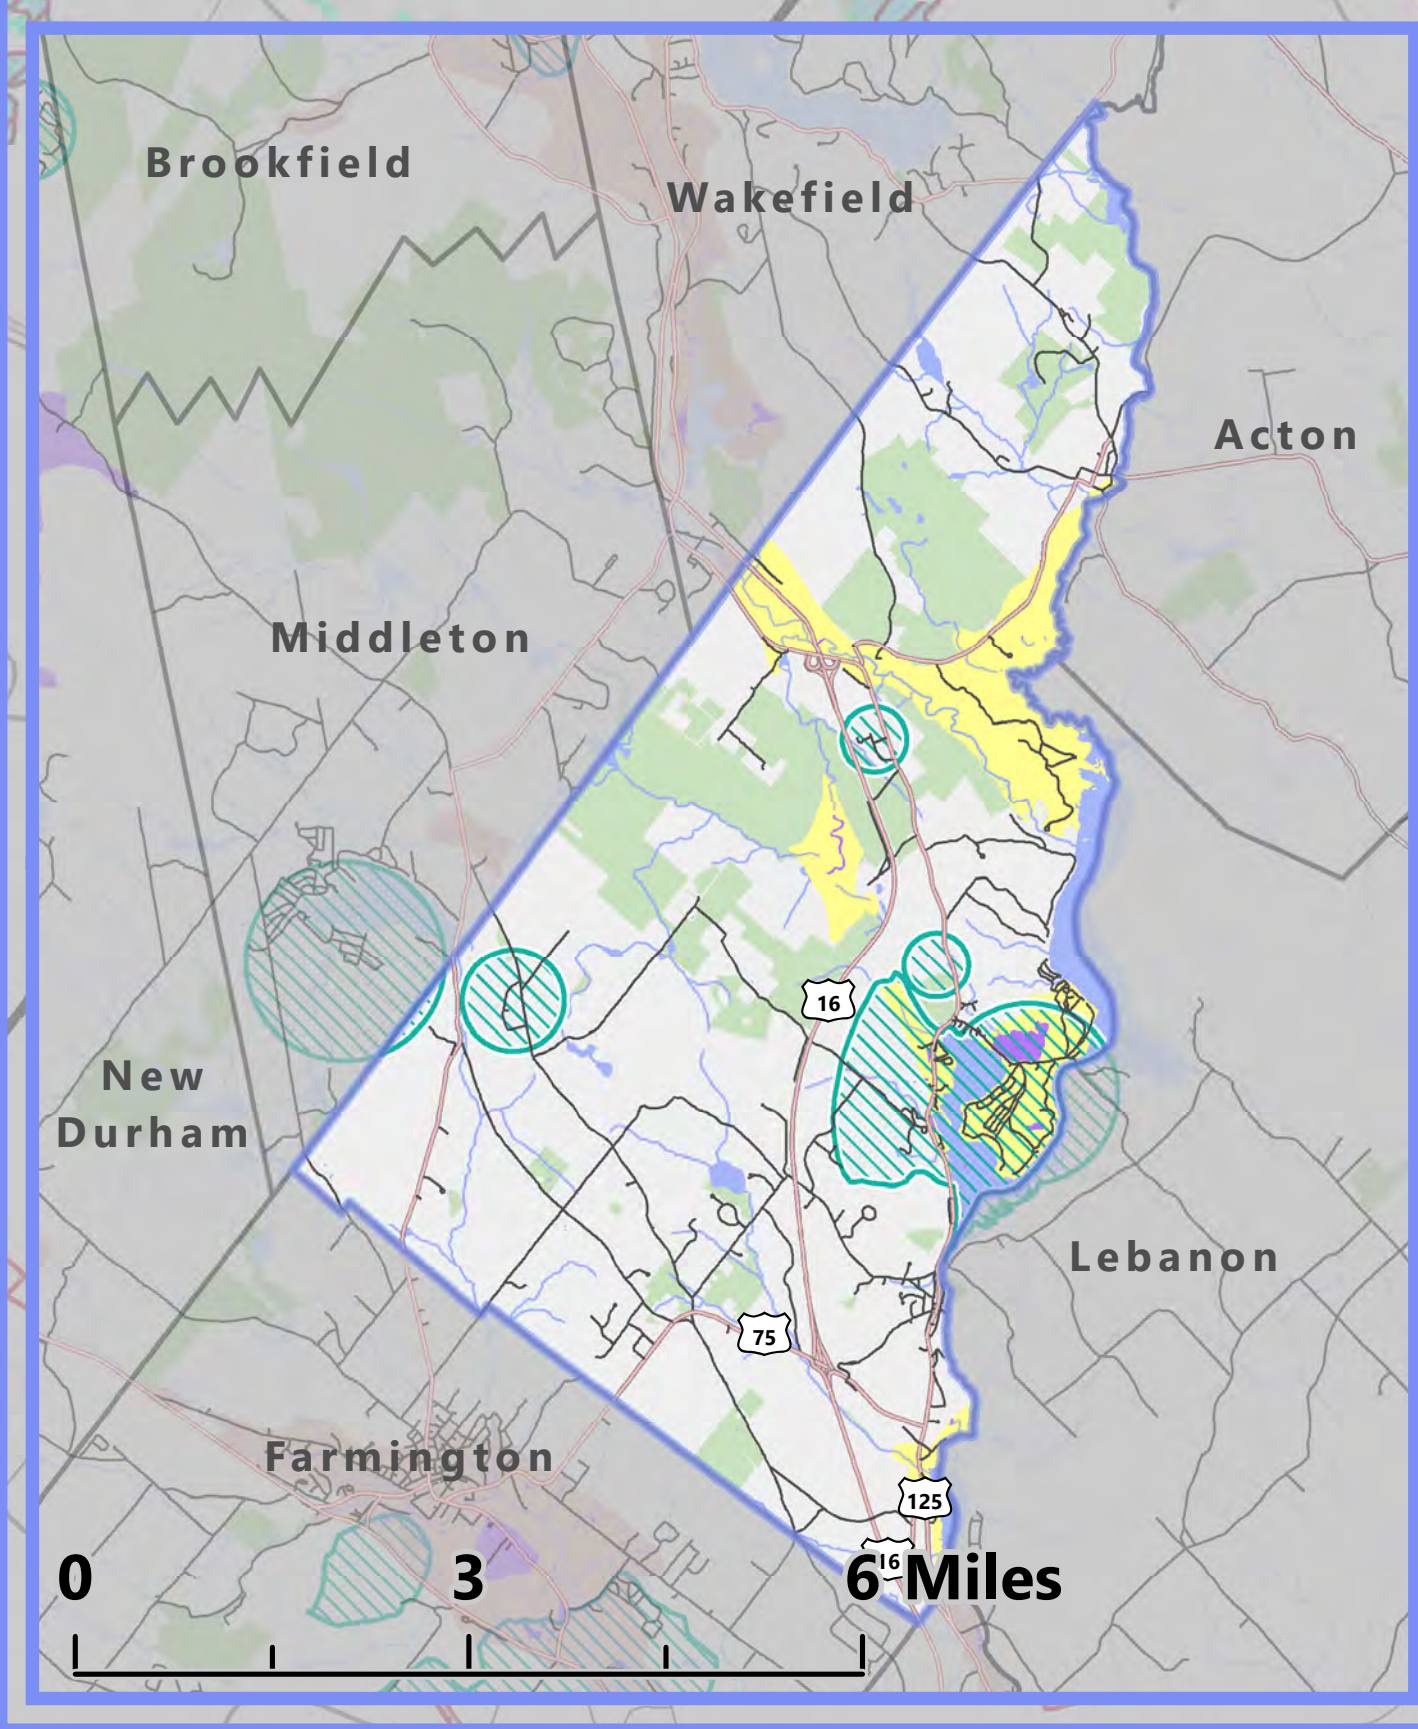 Brookfield
Wakefield
Acton
Middleton
16
New
Durham
Lebanon
75
Farmington
125
16
0 3 6 Miles